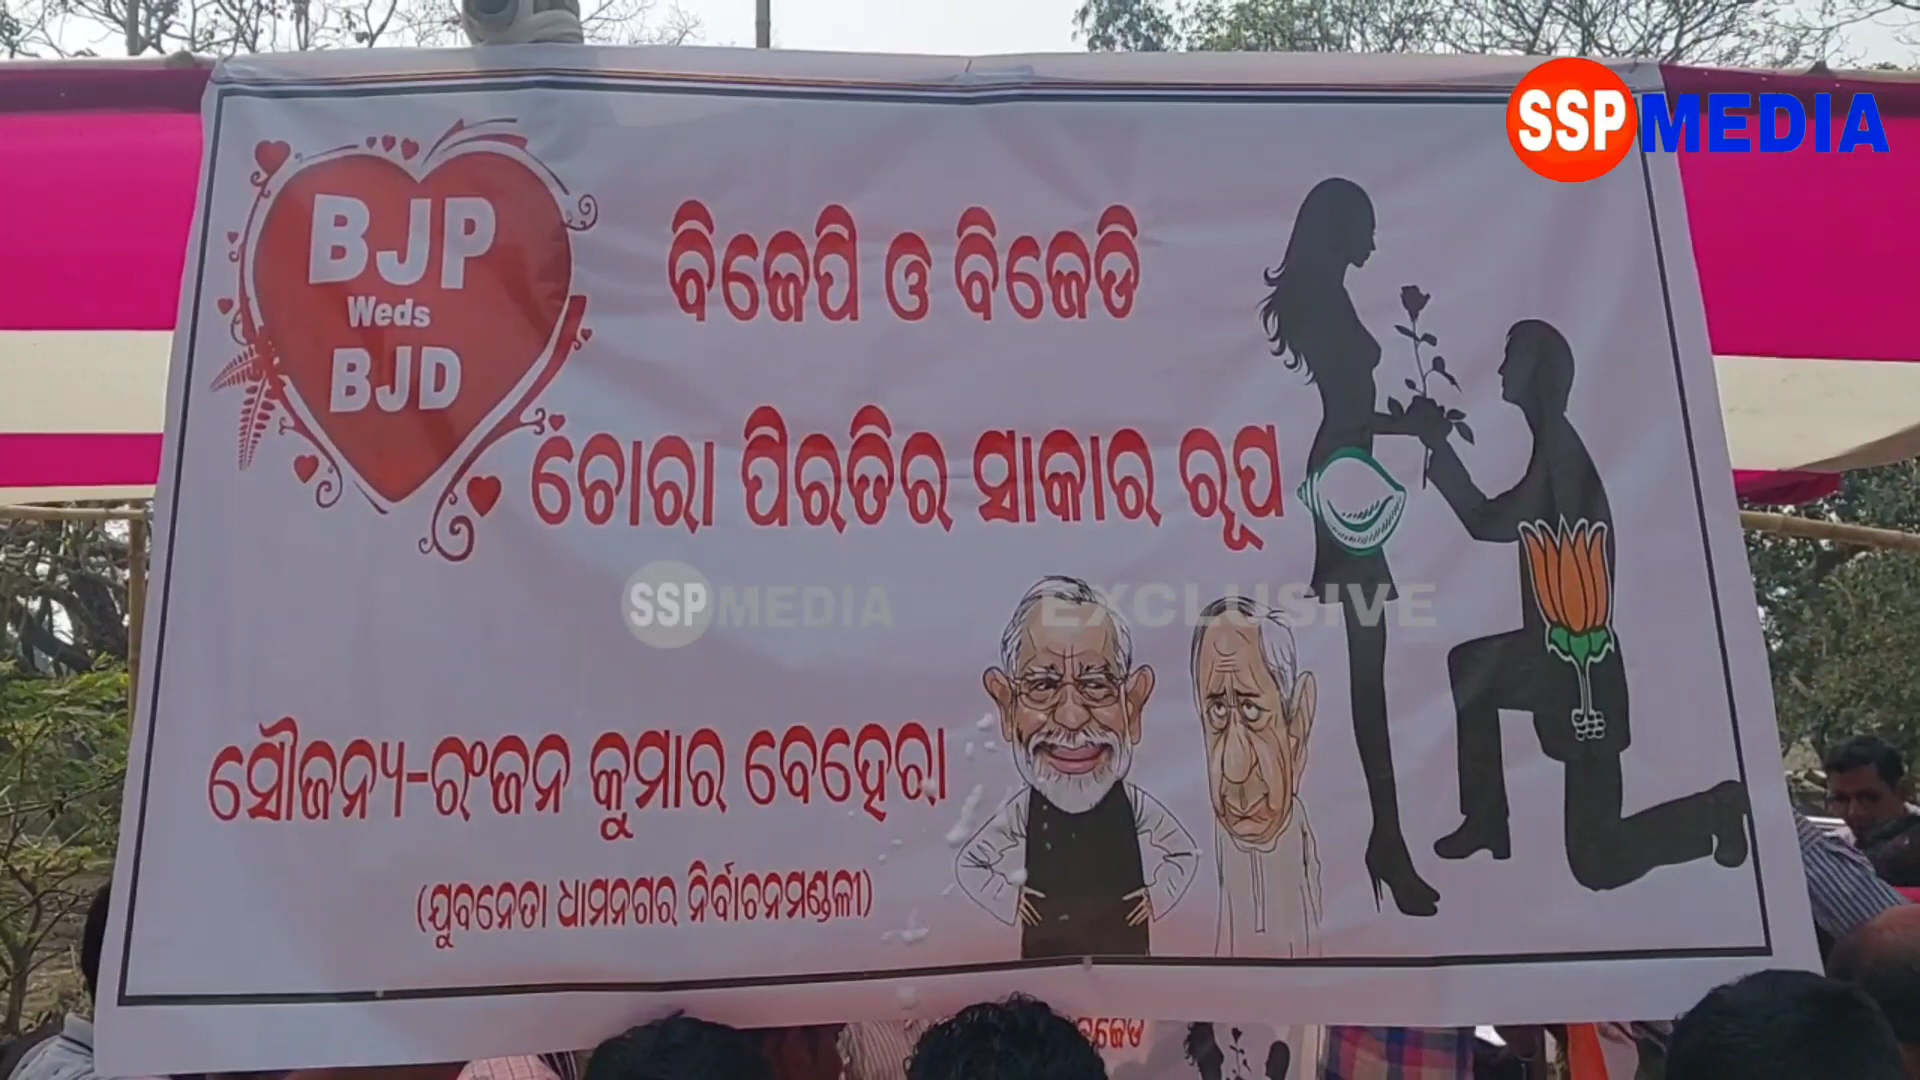 SSP MEDIA
BJP
Weds
BJD
ବିଜେପି ଓ ବିଜେଡି
ଚୋରା ପିରତିର ସାକାର ରୂପ
SSP MEDIA EXCLUSIVE
ସୌଜନ୍ୟ-ରଂଜନ କୁମାର ବେହେରା
(ଯୁବନେତା ଧାମନଗର ନିର୍ବାଚନମଣ୍ଡଳୀ)